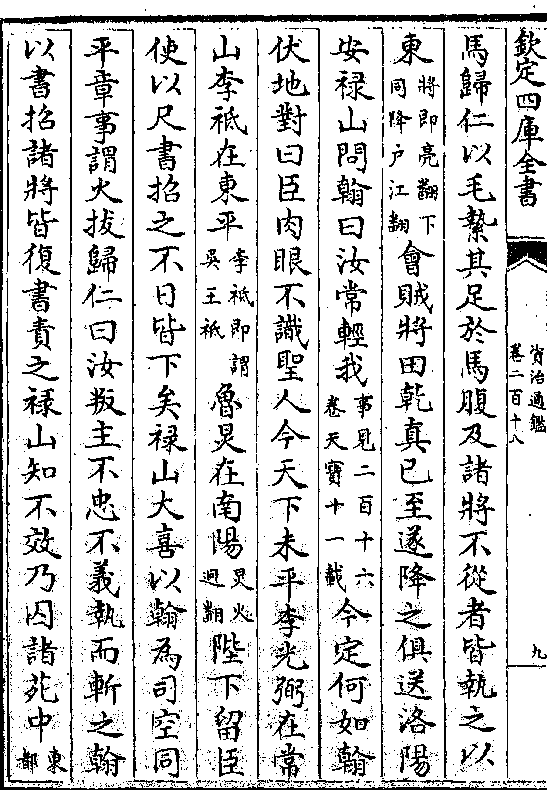 欽定四庫全書
資治通鑑
卷二百十八
九
馬歸仁以毛縶其足於馬腹及諸將不從者皆執之以
東將即亮翻下同降户江翻會賊將田乾真已至遂降之俱送洛陽
安禄山問翰曰汝常輕我事見二百十六卷天寶十一載今定何如翰
伏地對曰臣肉眼不識聖人今天下未平李光弼在常
山李祗在東平李祗即謂吳王祗魯炅在南陽炅火迥翻陛下留臣
使以尺書招之不日皆下矣禄山大喜以翰為司空同
平章事謂火拔歸仁曰汝叛主不忠不義執而斬之翰
以書招諸將皆復書責之禄山知不效乃囚諸苑中東都